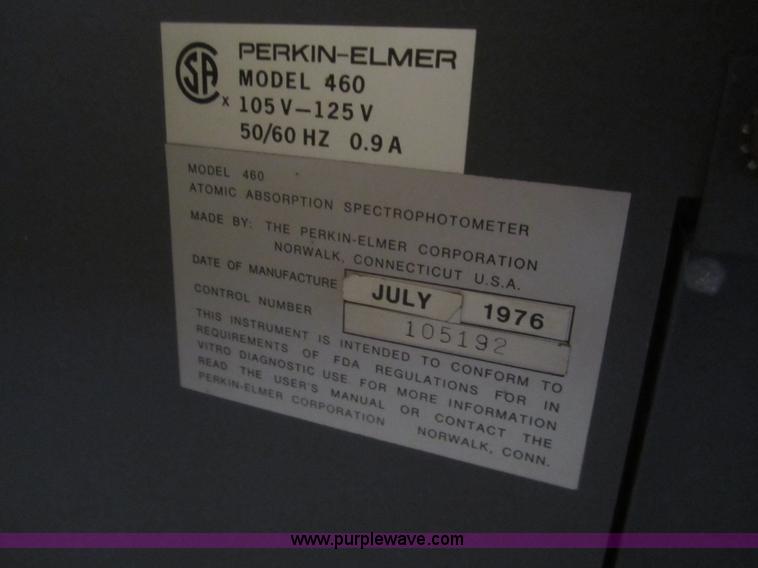 SA
PERKIN-ELMER
MODEL 460
x 105 V—125 V
50/60 HZ 0.9 A
MODEL 460
ATOMIC ABSORPTION SPECTROPHOTOMETER
MADE BY: THE PERKIN-ELMER CORPORATION
NORWALK, CONNECTICUT U.S.A.
DATE OF MANUFACTURE JULY 1976
CONTROL NUMBER 105192
THIS INSTRUMENT IS INTENDED TO CONFORM TO
REQUIREMENTS OF FDA REGULATIONS FOR IN
VITRO DIAGNOSTIC USE. FOR MORE INFORMATION
READ THE USER'S MANUAL OR CONTACT THE
PERKIN-ELMER CORPORATION NORWALK, CONN.
www.purplewave.com